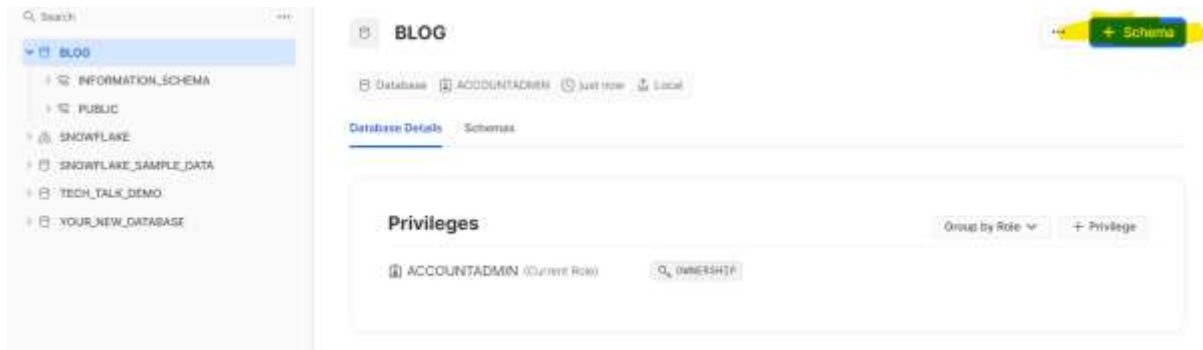 Search
BLOG
INFORMATION_SCHEMA
PUBLIC
SNOWFLAKE
SNOWFLAKE_SAMPLE_DATA
TECH_TALK_DEMO
YOUR_NEW_DATABASE
BLOG
+ Schema
Database ACCOUNTADMIN just now Local
Database Details Schemas
Privileges
Group by Role + Privilege
ACCOUNTADMIN (Current Role) OWNERSHIP